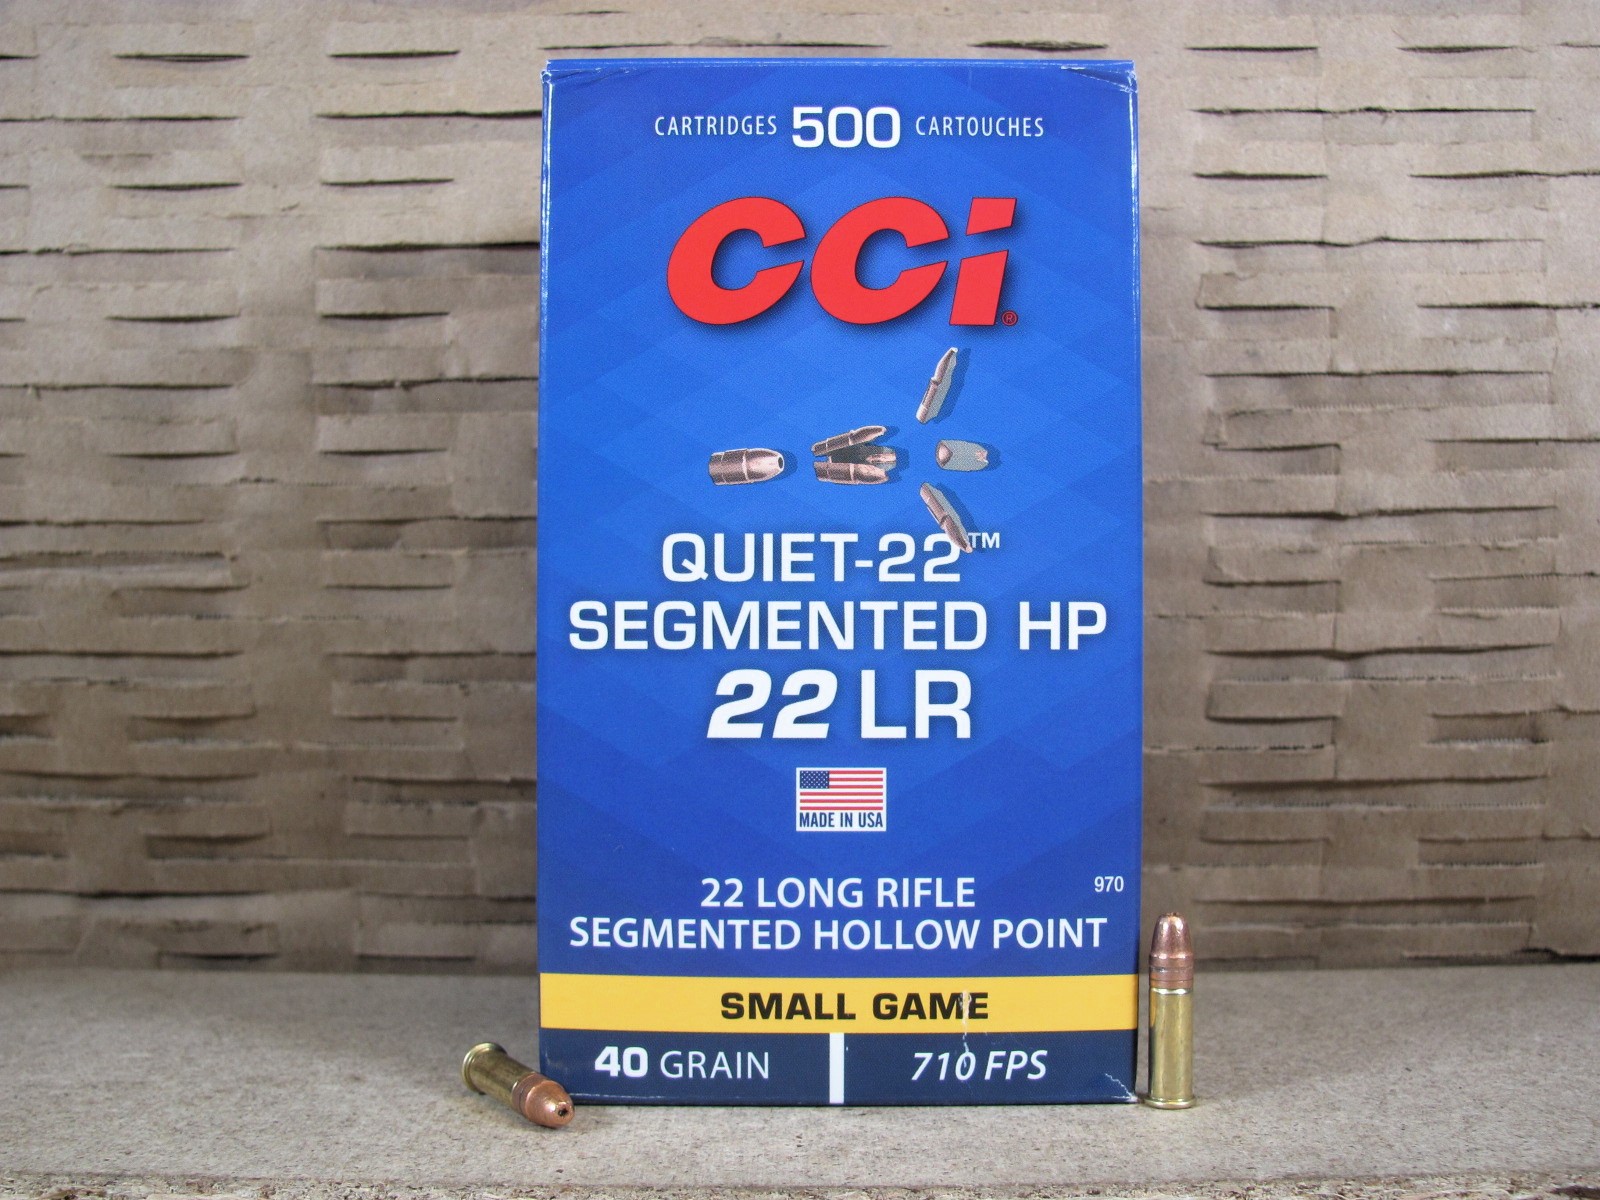 CARTRIDGES 500 CARTOUCHES
CCi®
QUIET-22™
SEGMENTED HP
22 LR
MADE IN USA
970
22 LONG RIFLE
SEGMENTED HOLLOW POINT
SMALL GAME
40 GRAIN 710 FPS